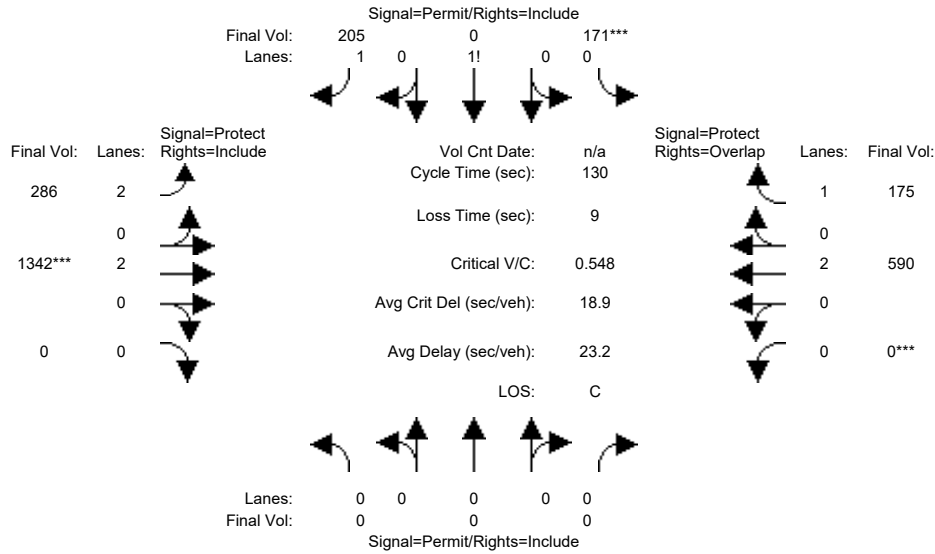 Signal=Permit/Rights=Include
Final Vol: 205 0 171***
Lanes: 1 0 1! 0 0
Signal=Protect
Final Vol: Lanes: Rights=Include
Vol Cnt Date: n/a
Signal=Protect
Rights=Overlap Lanes: Final Vol:
Cycle Time (sec): 130
286 2
1 175
Loss Time (sec): 9
0
0
1342*** 2
Critical V/C: 0.548
2 590
0
Avg Crit Del (sec/veh): 18.9
0
0 0
Avg Delay (sec/veh): 23.2
0 0***
LOS: C
Lanes: 0 0 0 0 0
Final Vol: 0 0 0
Signal=Permit/Rights=Include